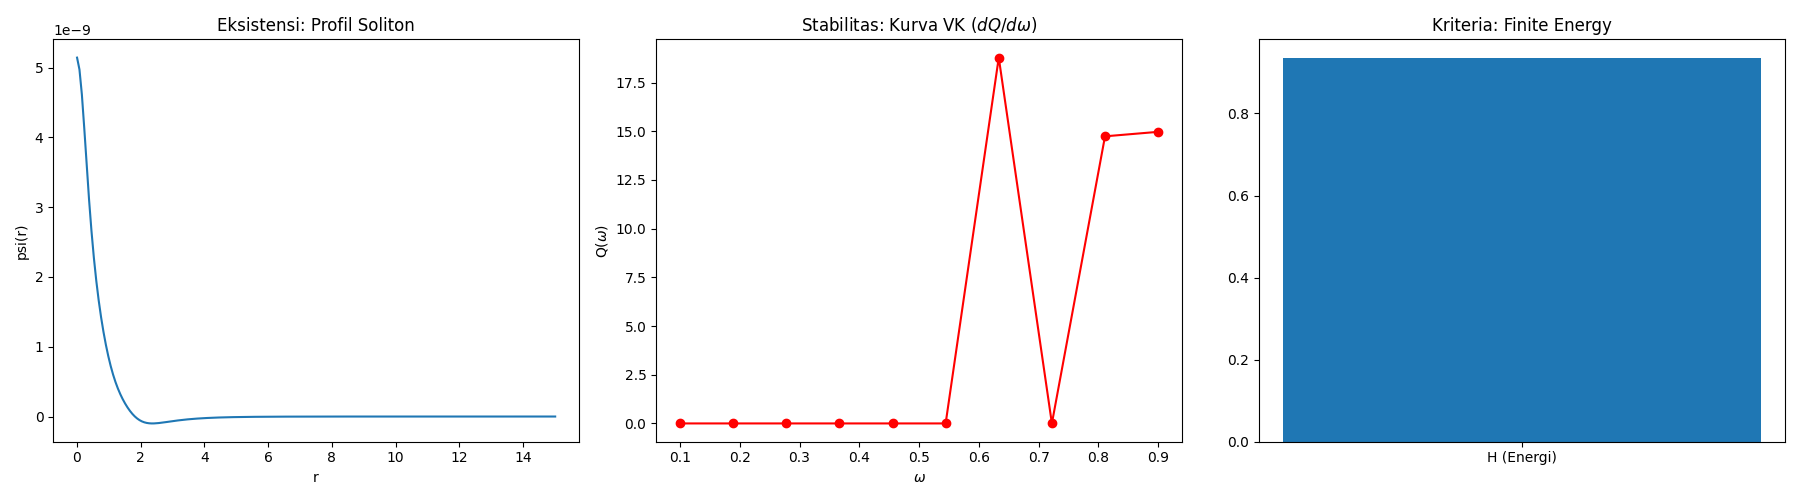 Eksistensi: Profil Soliton
1e−9
5
4
3
2
1
0
psi(r)
0 2 4 6 8 10 12 14
r
Stabilitas: Kurva VK (dQ/dω)
17.5
15.0
12.5
10.0
7.5
5.0
2.5
0.0
Q(ω)
0.1 0.2 0.3 0.4 0.5 0.6 0.7 0.8 0.9
ω
Kriteria: Finite Energy
0.8
0.6
0.4
0.2
0.0
H (Energi)